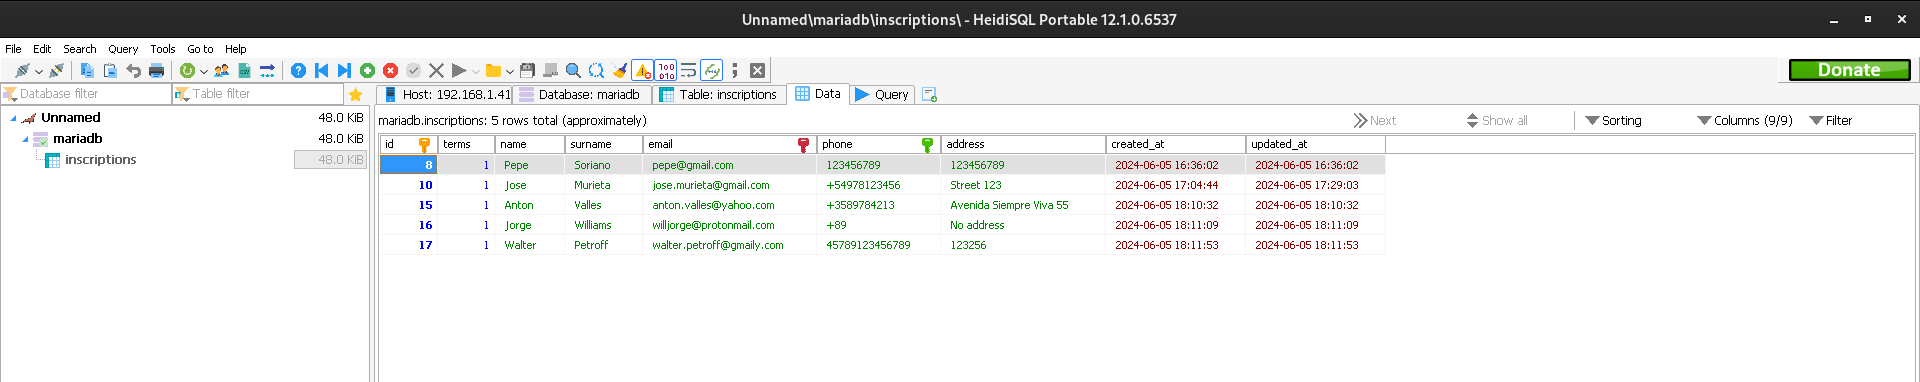 Unnamed\mariadb\inscriptions\ - HeidiSQL Portable 12.1.0.6537
File Edit Search Query Tools Go to Help
Donate
Database filter Table filter
Host: 192.168.1.41 Database: mariadb Table: inscriptions Data Query
Unnamed 48.0 KiB
mariadb 48.0 KiB
inscriptions 48.0 KiB
mariadb.inscriptions: 5 rows total (approximately) Next Show all Sorting Columns (9/9) Filter
id terms name surname email phone address created_at updated_at
8 1 Pepe Soriano pepe@gmail.com 123456789 123456789 2024-06-05 16:36:02 2024-06-05 16:36:02
10 1 Jose Murieta jose.murieta@gmail.com +54978123456 Street 123 2024-06-05 17:04:44 2024-06-05 17:29:03
15 1 Anton Valles anton.valles@yahoo.com +3589784213 Avenida Siempre Viva 55 2024-06-05 18:10:32 2024-06-05 18:10:32
16 1 Jorge Williams willjorge@protonmail.com +89 No address 2024-06-05 18:11:09 2024-06-05 18:11:09
17 1 Walter Petroff walter.petroff@gmaily.com 45789123456789 123256 2024-06-05 18:11:53 2024-06-05 18:11:53